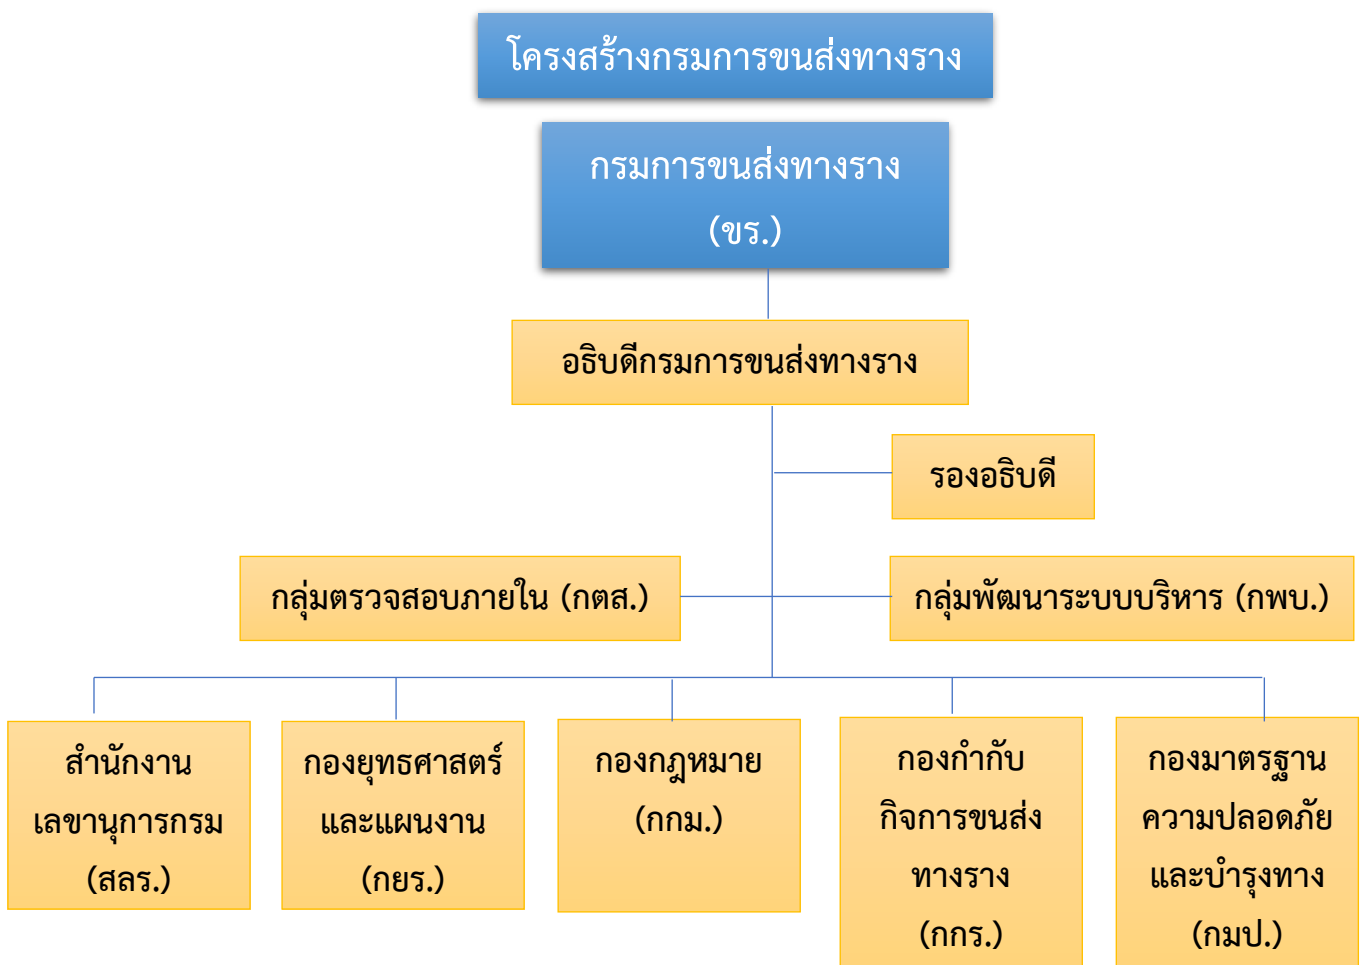 โครงสร้างกรมการขนส่งทางราง
กรมการขนส่งทางราง
(ขร.)
อธิบดีกรมการขนส่งทางราง
รองอธิบดี
กลุ่มตรวจสอบภายใน (กตส.)
กลุ่มพัฒนาระบบบริหาร (กพบ.)
สำนักงาน
เลขานุการกรม
(สลร.)
กองยุทธศาสตร์
และแผนงาน
(กยร.)
กองกฎหมาย
(กกม.)
กองกำกับ
กิจการขนส่ง
ทางราง
(กกร.)
กองมาตรฐาน
ความปลอดภัย
และบำรุงทาง
(กมป.)